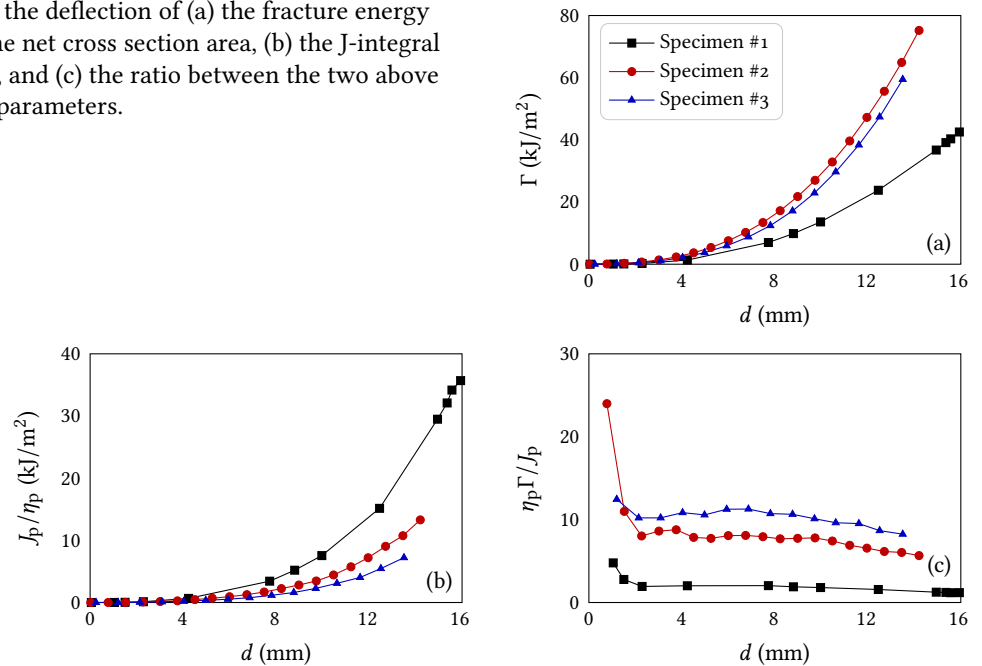 the deflection of (a) the fracture energy
net cross section area, (b) the J-integral
, and (c) the ratio between the two above
parameters.
80
60
40
20
0
Γ (kJ/m²)
Specimen #1
Specimen #2
Specimen #3
(a)
0 4 8 12 16
d (mm)
40
30
20
10
0
Jp/ηp (kJ/m²)
(b)
0 4 8 12 16
d (mm)
30
20
10
0
ηpΓ/Jp
(c)
0 4 8 12 16
d (mm)